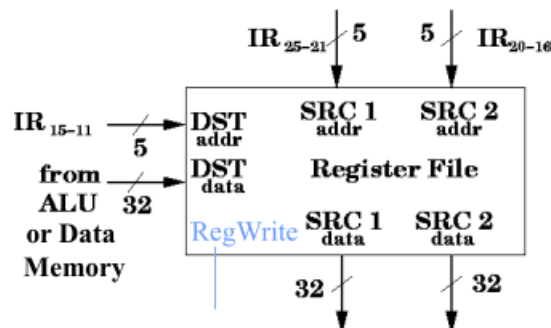 IR25-21 5 5 IR20-16
IR15-11 5 DST addr SRC 1 addr SRC 2 addr
from ALU or Data Memory 32 DST data Register File
RegWrite SRC 1 data SRC 2 data
32 32